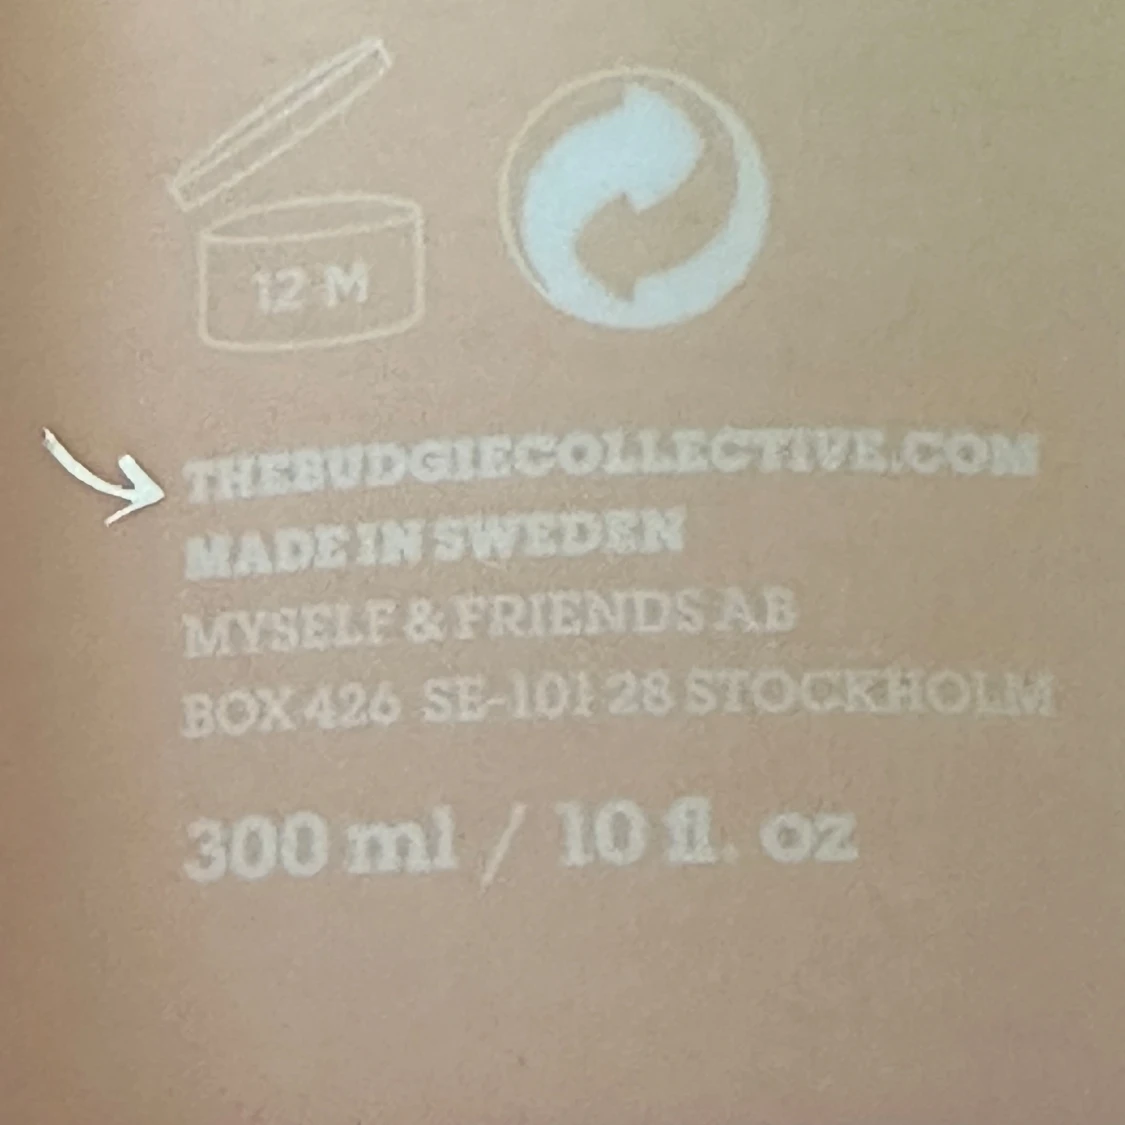 12 M
THEBUDGIECOLLECTIVE.COM
MADE IN SWEDEN
MYSELF & FRIENDS AB
BOX 426 SE-101 28 STOCKHOLM
300 ml / 10 fl. oz